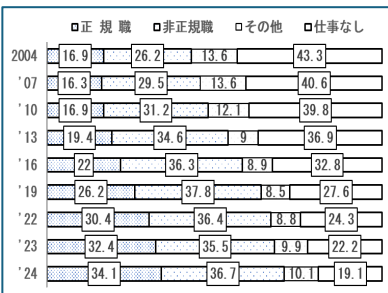 正 規 職 非正規職 その他 仕事なし
2004 16.9 26.2 13.6 43.3
'07 16.3 29.5 13.6 40.6
'10 16.9 31.2 12.1 39.8
'13 19.4 34.6 9 36.9
'16 22 36.3 8.9 32.8
'19 26.2 37.8 8.5 27.6
'22 30.4 36.4 8.8 24.3
'23 32.4 35.5 9.9 22.2
'24 34.1 36.7 10.1 19.1